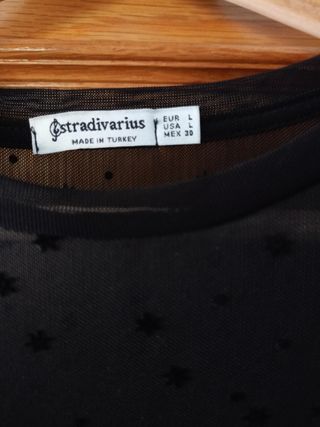 stradivarius
MADE IN TURKEY
EUR L
USA L
MEX 30